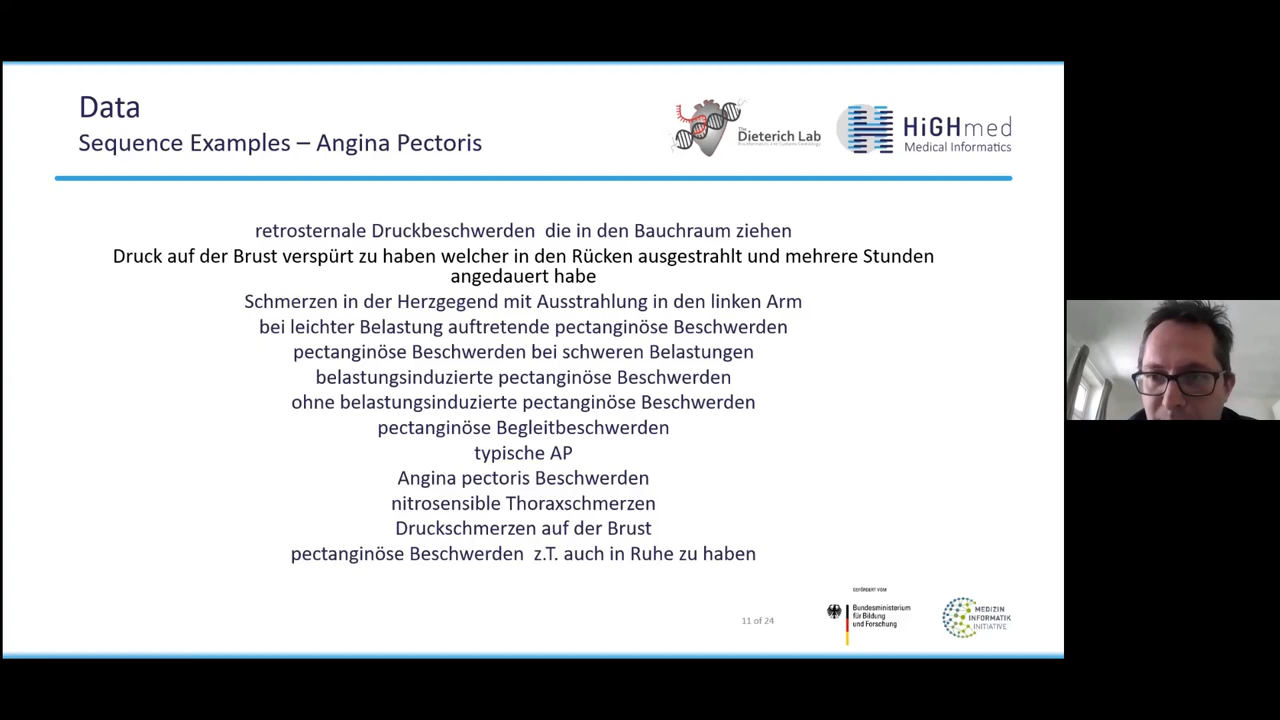 Data
Sequence Examples – Angina Pectoris
The
Dieterich Lab
HiGHmed
Medical Informatics
retrosternale Druckbeschwerden  die in den Bauchraum ziehen
Druck auf der Brust verspürt zu haben welcher in den Rücken ausgestrahlt und mehrere Stunden
angedauert habe
Schmerzen in der Herzgegend mit Ausstrahlung in den linken Arm
bei leichter Belastung auftretende pectanginöse Beschwerden
pectanginöse Beschwerden bei schweren Belastungen
belastungsinduzierte pectanginöse Beschwerden
ohne belastungsinduzierte pectanginöse Beschwerden
pectanginöse Begleitbeschwerden
typische AP
Angina pectoris Beschwerden
nitrosensible Thoraxschmerzen
Druckschmerzen auf der Brust
pectanginöse Beschwerden  z.T. auch in Ruhe zu haben
11 of 24
GEFÖRDERT VOM
Bundesministerium
für Bildung
und Forschung
MEDIZIN
INFORMATIK
INITIATIVE